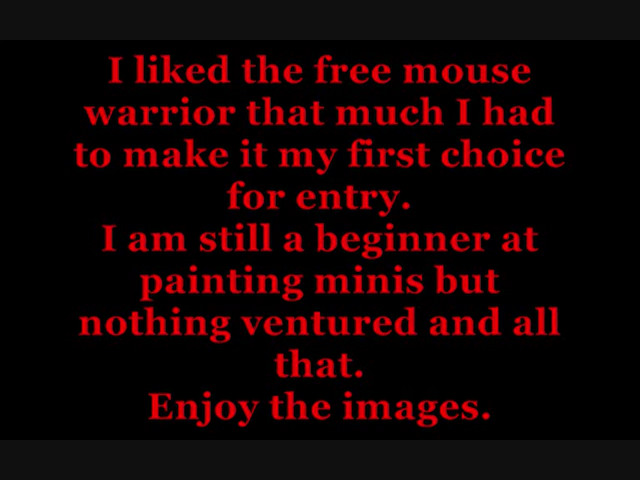 I liked the free mouse
warrior that much I had
to make it my first choice
for entry.
I am still a beginner at
painting minis but
nothing ventured and all
that.
Enjoy the images.